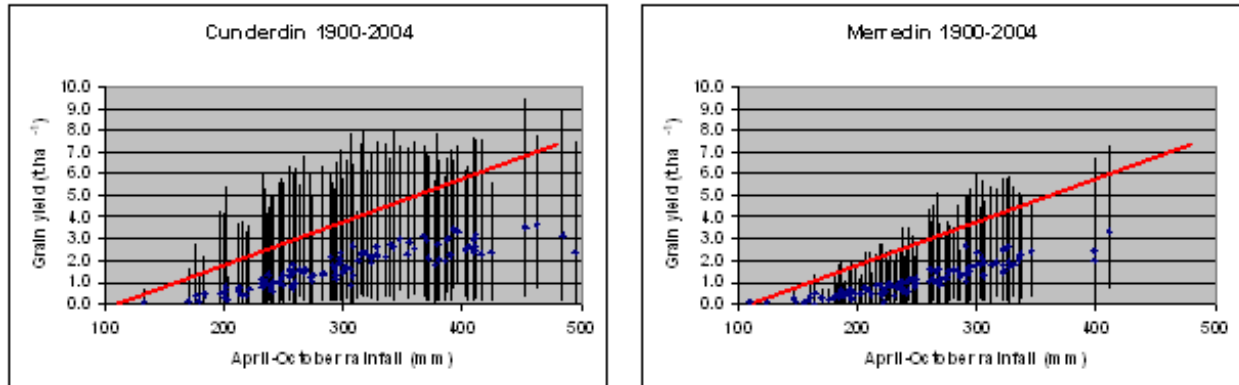 Cunderdin 1900-2004
10.0
9.0
8.0
7.0
6.0
5.0
4.0
3.0
2.0
1.0
0.0
Grain yield (t.ha ⁻¹)
100 200 300 400 500
April-October rainfall (mm)
Merredin 1900-2004
10.0
9.0
8.0
7.0
6.0
5.0
4.0
3.0
2.0
1.0
0.0
Grain yield (t.ha ⁻¹)
100 200 300 400 500
April-October rainfall (mm)